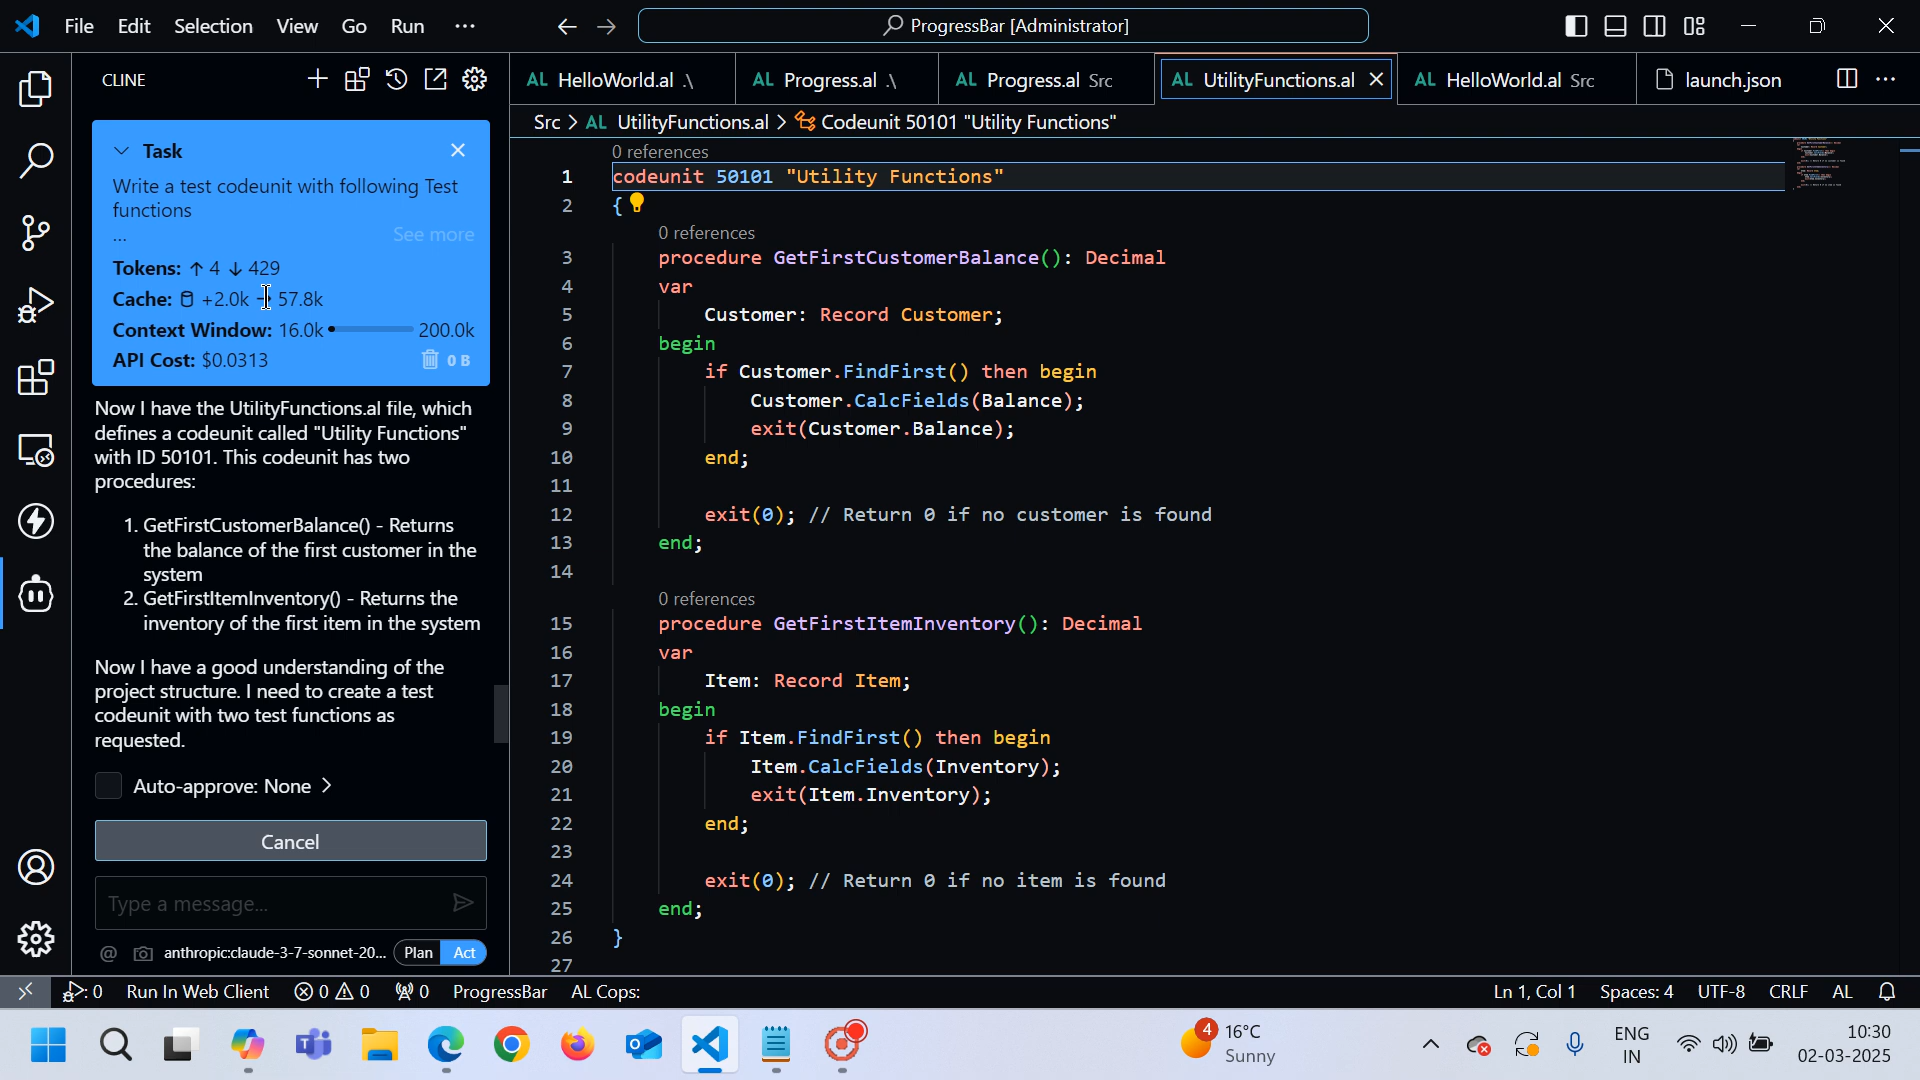 File Edit Selection View Go Run ···
ProgressBar [Administrator]
CLINE
Task
Write a test codeunit with following Test
functions
...
See more
Tokens: ↑ 4 ↓ 429
Cache: +2.0k → 57.8k
Context Window: 16.0k 200.0k
API Cost: $0.0313 0 B
Now I have the UtilityFunctions.al file, which
defines a codeunit called "Utility Functions"
with ID 50101. This codeunit has two
procedures:
1. GetFirstCustomerBalance() - Returns
the balance of the first customer in the
system
2. GetFirstItemInventory() - Returns the
inventory of the first item in the system
Now I have a good understanding of the
project structure. I need to create a test
codeunit with two test functions as
requested.
Auto-approve: None >
Cancel
Type a message...
@ anthropic:claude-3-7-sonnet-20... Plan Act
AL HelloWorld.al .\ AL Progress.al .\ AL Progress.al Src AL UtilityFunctions.al AL HelloWorld.al Src launch.json
Src > AL UtilityFunctions.al > Codeunit 50101 "Utility Functions"
0 references
1 codeunit 50101 "Utility Functions"
2 {
0 references
3 procedure GetFirstCustomerBalance(): Decimal
4 var
5 Customer: Record Customer;
6 begin
7 if Customer.FindFirst() then begin
8 Customer.CalcFields(Balance);
9 exit(Customer.Balance);
10 end;
11
12 exit(0); // Return 0 if no customer is found
13 end;
14
0 references
15 procedure GetFirstItemInventory(): Decimal
16 var
17 Item: Record Item;
18 begin
19 if Item.FindFirst() then begin
20 Item.CalcFields(Inventory);
21 exit(Item.Inventory);
22 end;
23
24 exit(0); // Return 0 if no item is found
25 end;
26 }
27
0 Run In Web Client 0 0 0 ProgressBar AL Cops:
Ln 1, Col 1 Spaces: 4 UTF-8 CRLF AL
4
16°C
Sunny
ENG
IN
10:30
02-03-2025